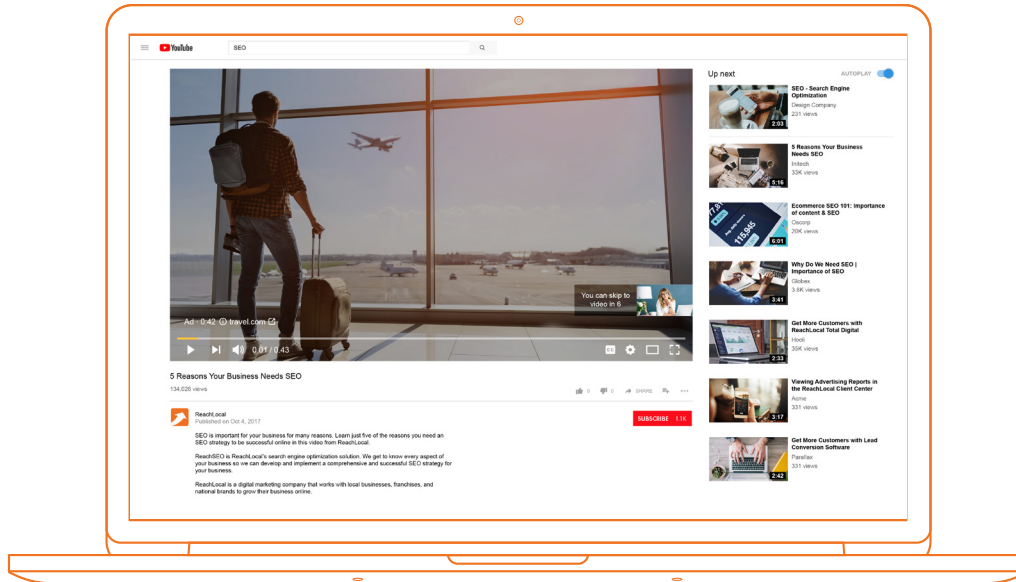 YouTube
SEO
Up next
AUTOPLAY
You can skip to
video in 6
Ad · 0:42 travel.com
0:01 / 0:43
CC
5 Reasons Your Business Needs SEO
134,026 views
0
0
SHARE
ReachLocal
Published on Oct 4, 2017
SUBSCRIBE 1.1K
SEO is important for your business for many reasons. Learn just five of the reasons you need an
SEO strategy to be successful online in this video from ReachLocal.
ReachSEO is ReachLocal's search engine optimization solution. We get to know every aspect of
your business so we can develop and implement a comprehensive and successful SEO strategy for
your business.
ReachLocal is a digital marketing company that works with local businesses, franchises, and
national brands to grow their business online.
SEO - Search Engine
Optimization
Design Company
231 views
2:03
5 Reasons Your Business
Needs SEO
Initech
33K views
5:16
Ecommerce SEO 101: Importance
of content & SEO
Oscorp
20K views
115,945
6:01
Why Do We Need SEO |
Importance of SEO
Globex
3.8K views
3:41
Get More Customers with
ReachLocal Total Digital
Hooli
35K views
2:33
Viewing Advertising Reports in
the ReachLocal Client Center
Acme
331 views
3:17
Get More Customers with Lead
Conversion Software
Parallax
331 views
2:42